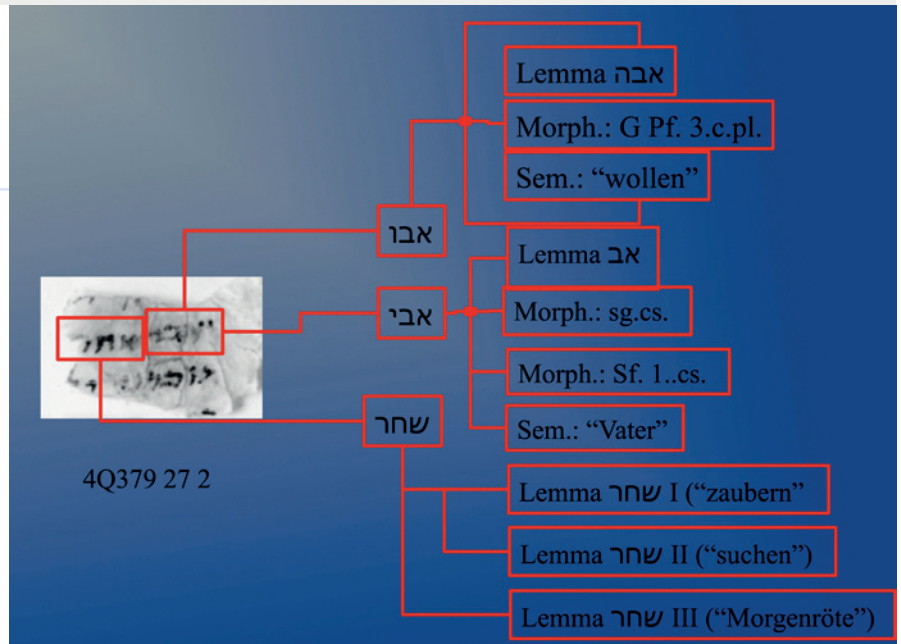 Lemma אבה
Morph.: G Pf. 3.c.pl.
Sem.: “wollen”
אבו
Lemma אב
אבי
Morph.: sg.cs.
Morph.: Sf. 1..cs.
Sem.: “Vater”
שחר
4Q379 27 2
Lemma שחר I (“zaubern”
Lemma שחר II (“suchen”)
Lemma שחר III (“Morgenröte”)